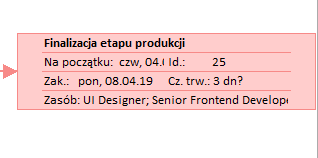 Finalizacja etapu produkcji
Na początku: czw, 04.0 Id.: 25
Zak.: pon, 08.04.19 Cz. trw.: 3 dn?
Zasób: UI Designer; Senior Frontend Develope